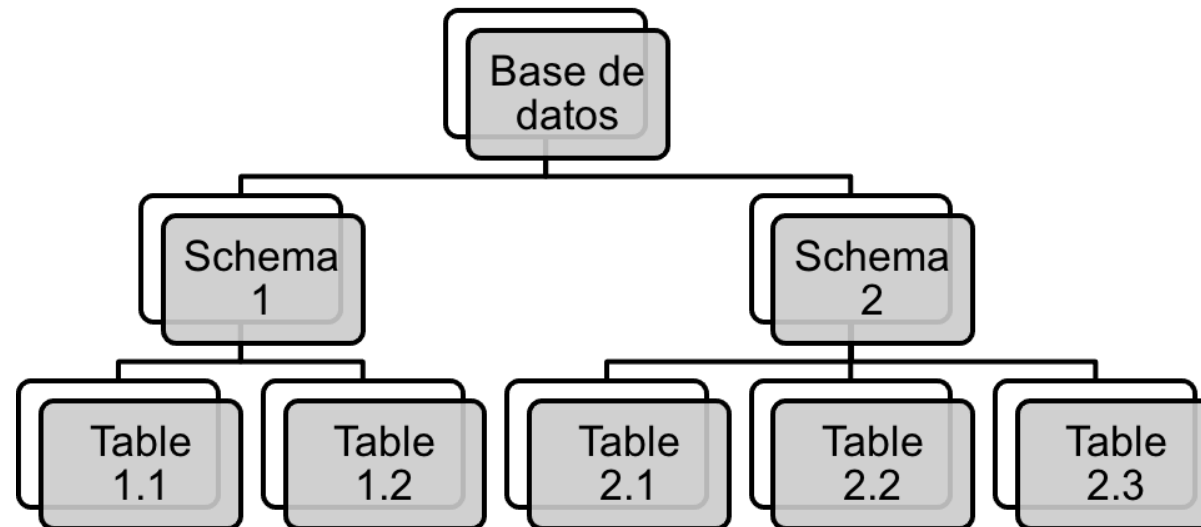 Base de
datos
Schema
1
Schema
2
Table
1.1
Table
1.2
Table
2.1
Table
2.2
Table
2.3